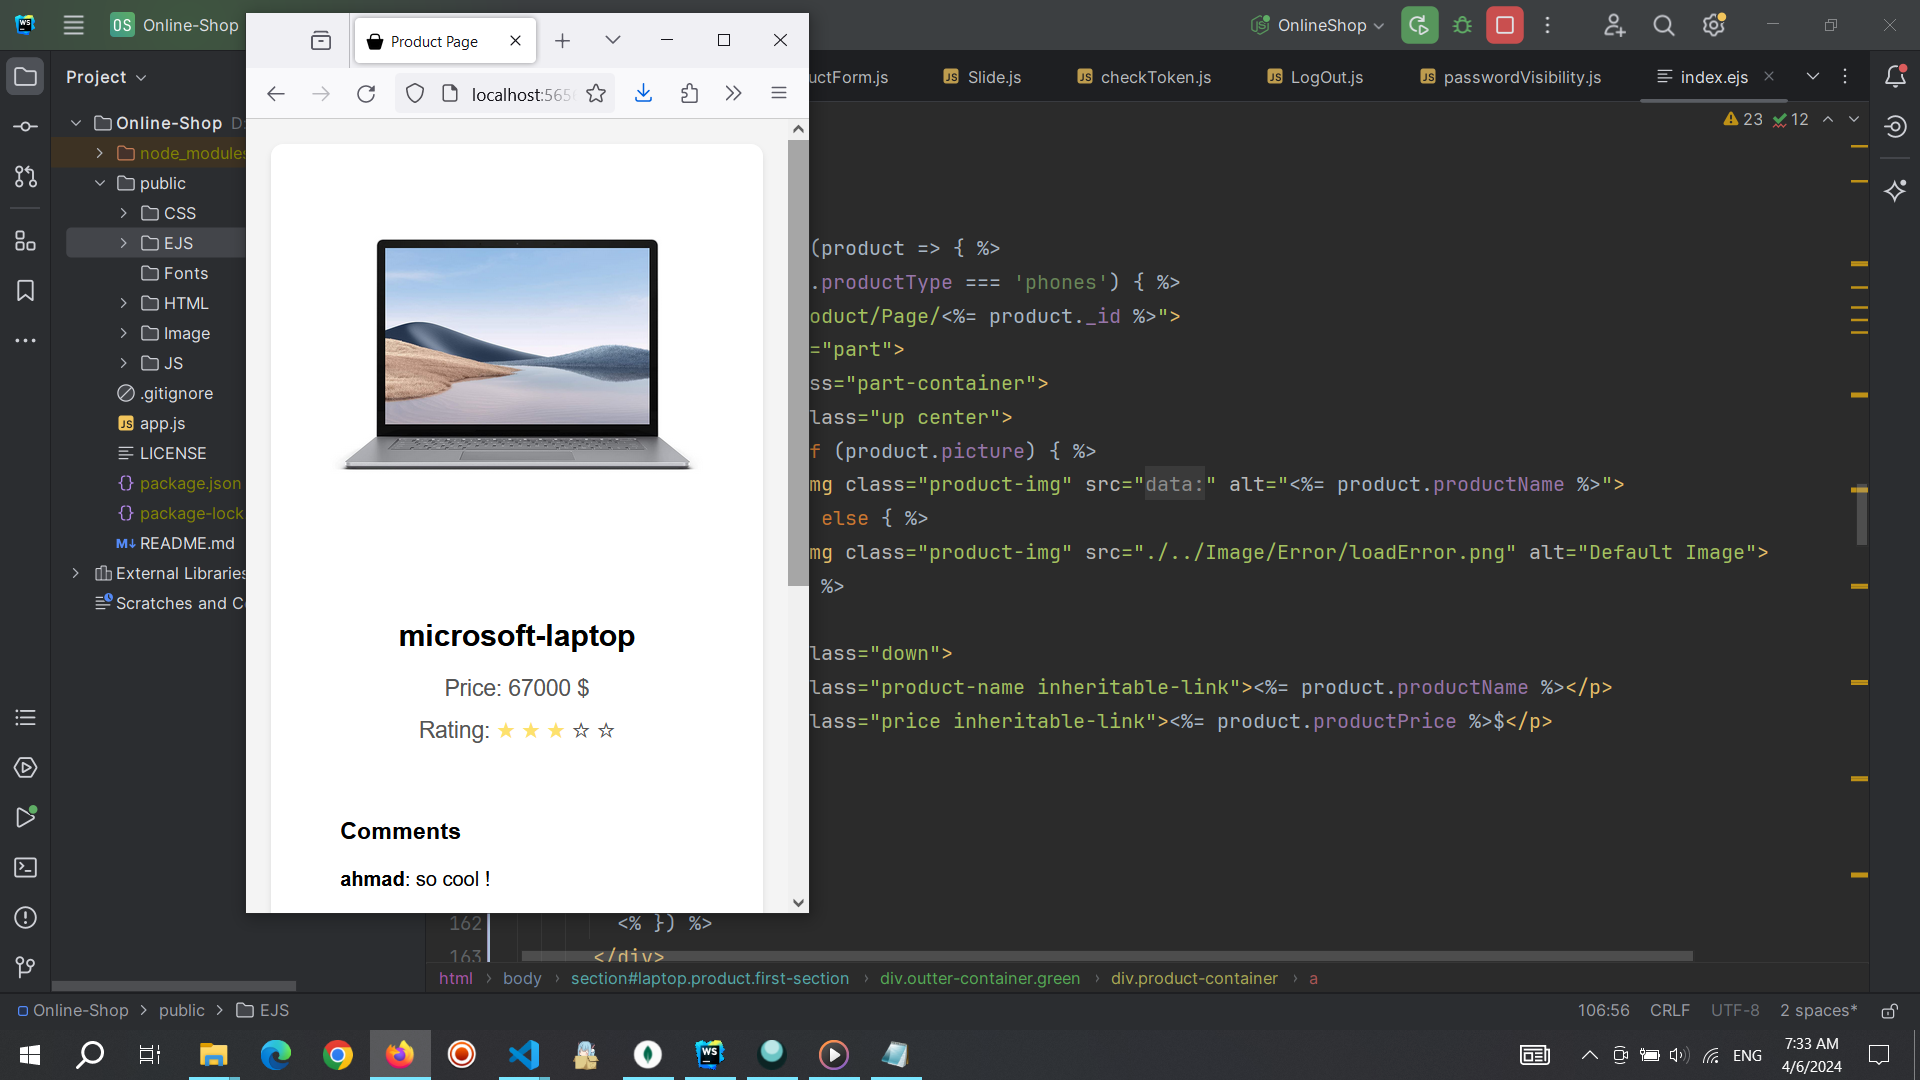 OS Online-Shop
OnlineShop
Product Page
localhost:565
Project
uctForm.js
Slide.js
checkToken.js
LogOut.js
passwordVisibility.js
index.ejs
23
12
Online-Shop
node_modules
public
CSS
EJS
Fonts
HTML
Image
JS
.gitignore
app.js
LICENSE
package.json
package-lock
README.md
External Libraries
Scratches and C
microsoft-laptop
Price: 67000 $
Rating: ★ ★ ★ ☆ ☆
Comments
ahmad: so cool !
(product => { %>
.productType === 'phones') { %>
oduct/Page/<%= product._id %>">
="part">
ss="part-container">
lass="up center">
f (product.picture) { %>
mg class="product-img" src="data:" alt="<%= product.productName %>">
else { %>
mg class="product-img" src="./../Image/Error/loadError.png" alt="Default Image">
%>
lass="down">
lass="product-name inheritable-link"><%= product.productName %></p>
lass="price inheritable-link"><%= product.productPrice %>$</p>
162 <% }) %>
163 </div>
html › body › section#laptop.product.first-section › div.outter-container.green › div.product-container › a
Online-Shop > public > EJS
106:56 CRLF UTF-8 2 spaces*
ENG
7:33 AM
4/6/2024